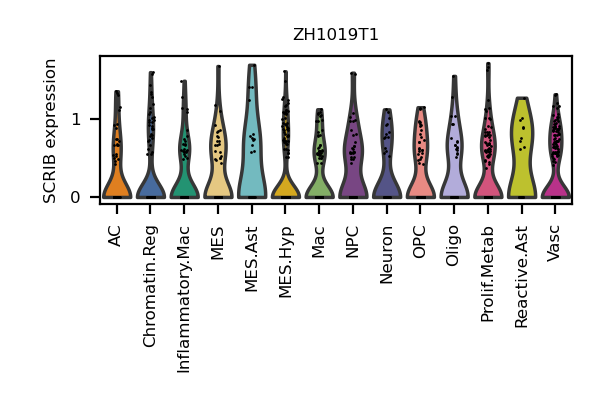 ZH1019T1
SCRIB expression
1
0
AC
Chromatin.Reg
Inflammatory.Mac
MES
MES.Ast
MES.Hyp
Mac
NPC
Neuron
OPC
Oligo
Prolif.Metab
Reactive.Ast
Vasc